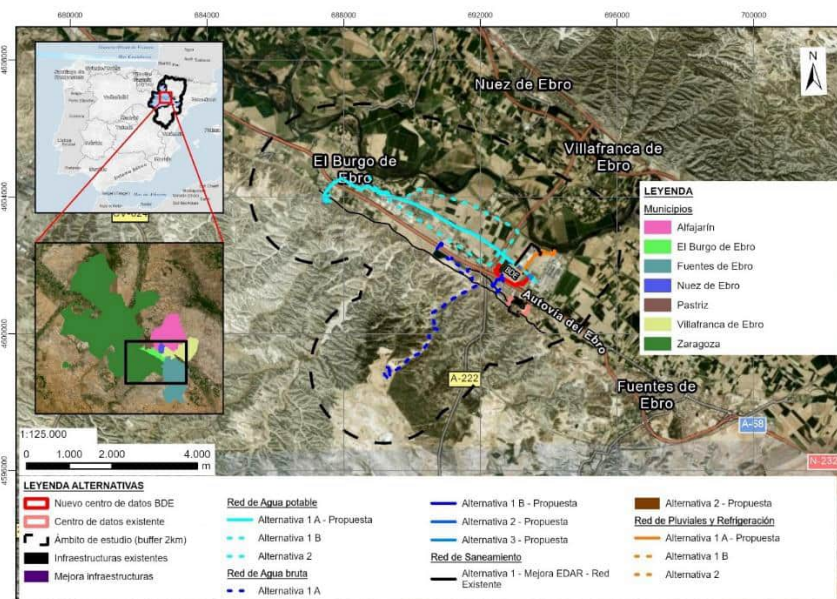 680000
684000
688000
692000
696000
700000
4608000
4604000
4600000
4596000
N
Nuez de Ebro
El Burgo de
Ebro
Villafranca de
Ebro
BDE
Autovía del Ebro
A-222
Fuentes de
Ebro
A-68
N-232
LEYENDA
Municipios
Alfajarín
El Burgo de Ebro
Fuentes de Ebro
Nuez de Ebro
Pastriz
Villafranca de Ebro
Zaragoza
1:125.000
0 1.000 2.000 4.000
m
LEYENDA ALTERNATIVAS
Nuevo centro de datos BDE
Centro de datos existente
Ámbito de estudio (buffer 2km)
Infraestructuras existentes
Mejora infraestructuras
Red de Agua potable
Alternativa 1 A - Propuesta
Alternativa 1 B
Alternativa 2
Red de Agua bruta
Alternativa 1 A
Alternativa 1 B - Propuesta
Alternativa 2 - Propuesta
Alternativa 3 - Propuesta
Red de Saneamiento
Alternativa 1 - Mejora EDAR - Red
Existente
Alternativa 2 - Propuesta
Red de Pluviales y Refrigeración
Alternativa 1 A - Propuesta
Alternativa 1 B
Alternativa 2